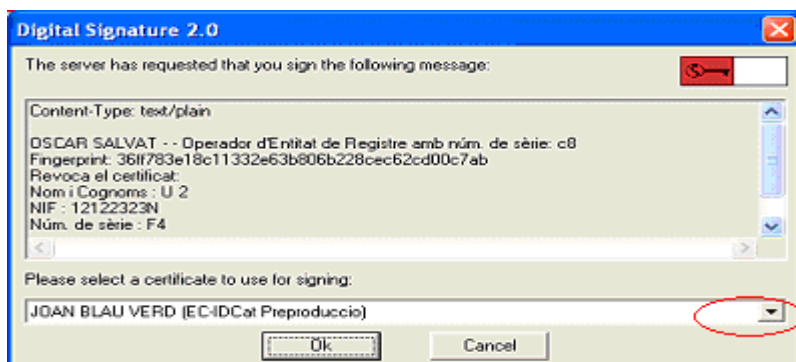 Digital Signature 2.0
The server has requested that you sign the following message:
Content-Type: text/plain
OSCAR SALVAT - - Operador d'Entitat de Registre amb núm. de sèrie: c8
Fingerprint: 36ff783e18c11332e63b806b228cec62cd00c7ab
Revoca el certificat:
Nom i Cognoms : U 2
NIF : 12122323N
Núm. de sèrie : F4
Please select a certificate to use for signing:
JOAN BLAU VERD (EC-IDCat Preproduccio)
Ok
Cancel